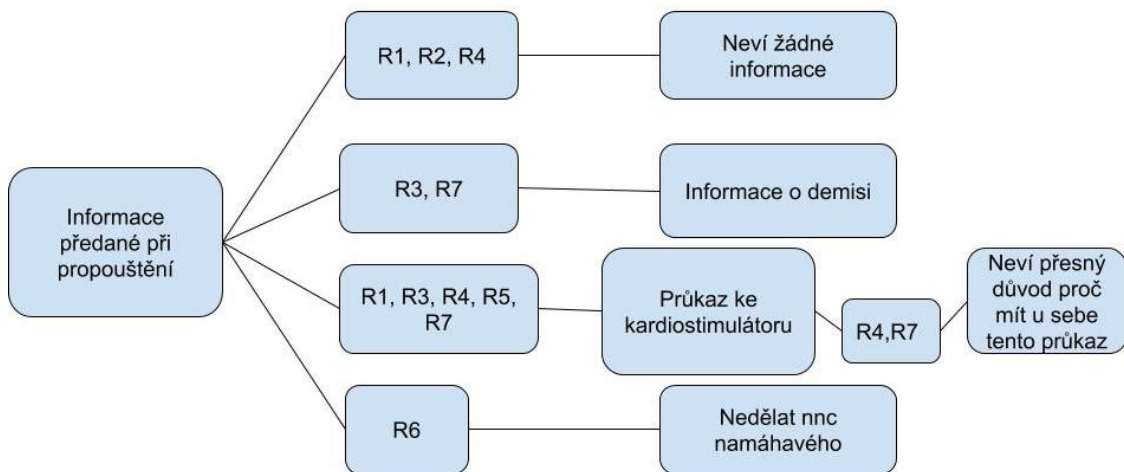 Informace
předané při
propouštění
R1, R2, R4
Neví žádné
informace
R3, R7
Informace o demisi
R1, R3, R4, R5,
R7
Průkaz ke
kardiostimulátoru
R4,R7
Neví přesný
důvod proč
mít u sebe
tento průkaz
R6
Nedělat nnc
namáhavého